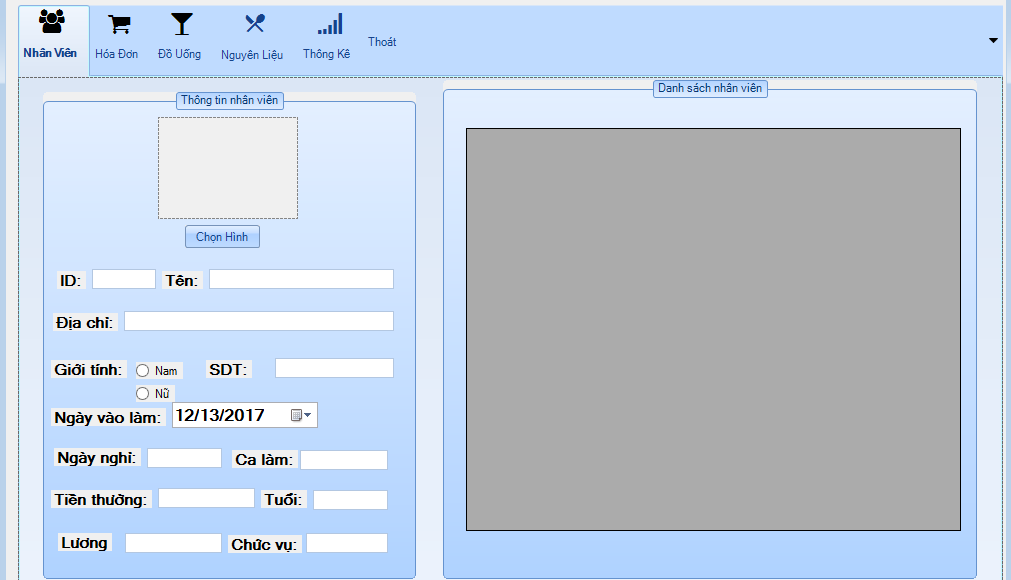 Nhân Viên Hóa Đơn Đồ Uống Nguyên Liệu Thông Kê Thoát
Thông tin nhân viên
Chọn Hình
ID: Tên:
Địa chỉ:
Giới tính: Nam SDT:
Nữ
Ngày vào làm: 12/13/2017
Ngày nghỉ: Ca làm:
Tiền thưởng: Tuổi:
Lương Chức vụ:
Danh sách nhân viên